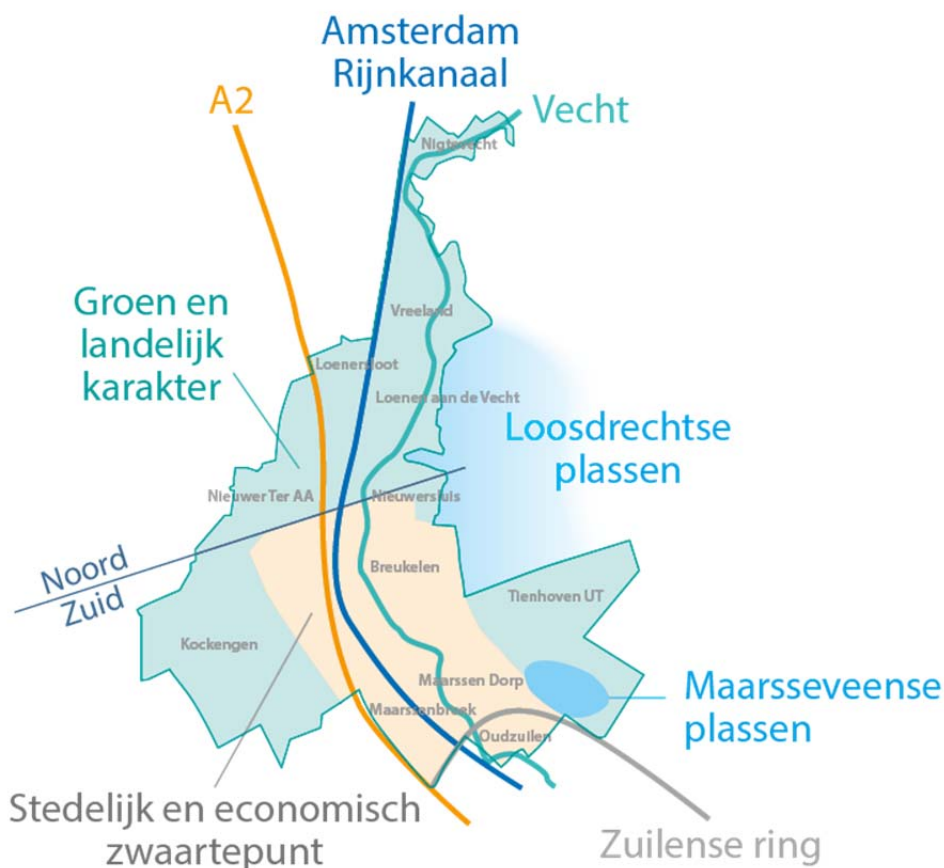 Amsterdam
Rijnkanaal
A2
Vecht
Nigtevecht
Groen en
landelijk
karakter
Vreeland
Loenersloot
Loenen aan de Vecht
Loosdrechtse
plassen
Nieuwer Ter AA
Nieuwersluis
Noord
Zuid
Breukelen
Tienhoven UT
Kockengen
Maarssen Dorp
Maarsseveense
plassen
Maarssenbroek
Oudzuilen
Stedelijk en economisch
zwaartepunt
Zuilense ring